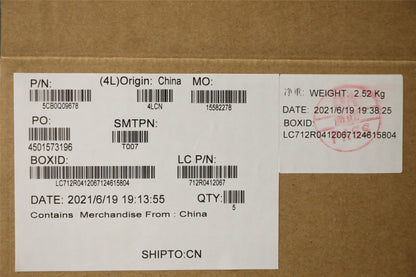 P/N:
(4L)Origin: China
MO:
5CB0Q09678
4LCN
15582278
PO:
SMTPN:
4501573196
T007
BOXID:
LC P/N:
LC712R0412067124615804
712R0412067
DATE: 2021/6/19 19:13:55
QTY:
5
Contains Merchandise From : China
SHIPTO:CN
净重: WEIGHT: 2.52 Kg
DATE: 2021/6/19 19:38:25
BOXID:
LC712R0412067124615804